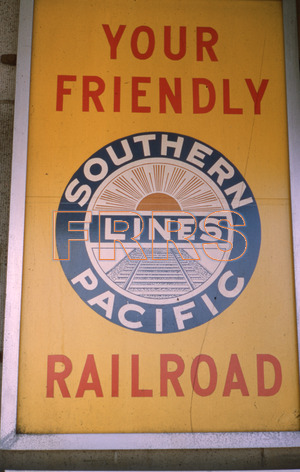 YOUR
FRIENDLY
SOUTHERN
LINES
FRRS
PACIFIC
RAILROAD